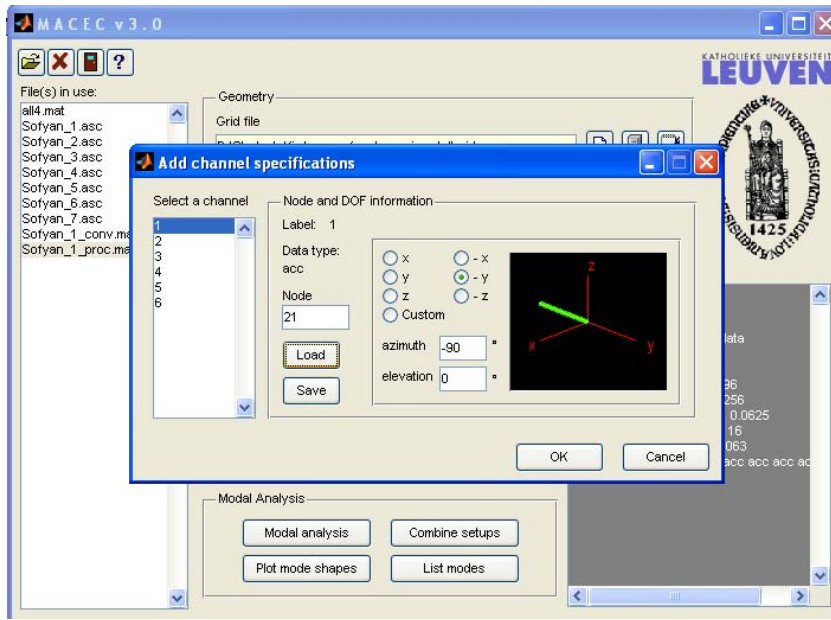 MACEC v3.0
KATHOLIEKE UNIVERSITEIT
LEUVEN
File(s) in use:
all4.mat
Sofyan_1.asc
Sofyan_2.asc
Sofyan_3.asc
Sofyan_4.asc
Sofyan_5.asc
Sofyan_6.asc
Sofyan_7.asc
Sofyan_1_conv.ma
Sofyan_1_proc.ma
Geometry
Grid file
Add channel specifications
Select a channel
1
2
3
4
5
6
Node and DOF information
Label: 1
Data type:
acc
Node
21
Load
Save
x
- x
y
- y
z
- z
Custom
azimuth -90 °
elevation 0 °
z
x
y
OK
Cancel
1425
data
96
256
0.0625
16
063
acc acc acc ac
Modal Analysis
Modal analysis
Combine setups
Plot mode shapes
List modes